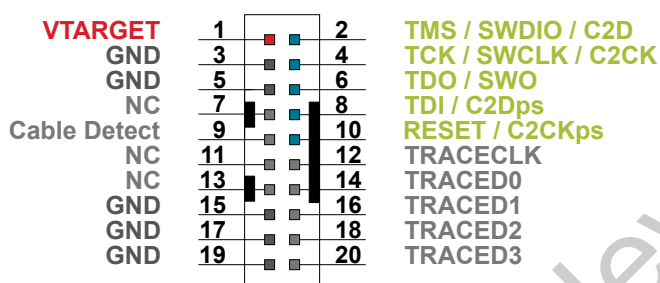 VTARGET 1 2 TMS / SWDIO / C2D
GND 3 4 TCK / SWCLK / C2CK
GND 5 6 TDO / SWO
NC 7 8 TDI / C2Dps
Cable Detect 9 10 RESET / C2CKps
NC 11 12 TRACECLK
NC 13 14 TRACED0
GND 15 16 TRACED1
GND 17 18 TRACED2
GND 19 20 TRACED3